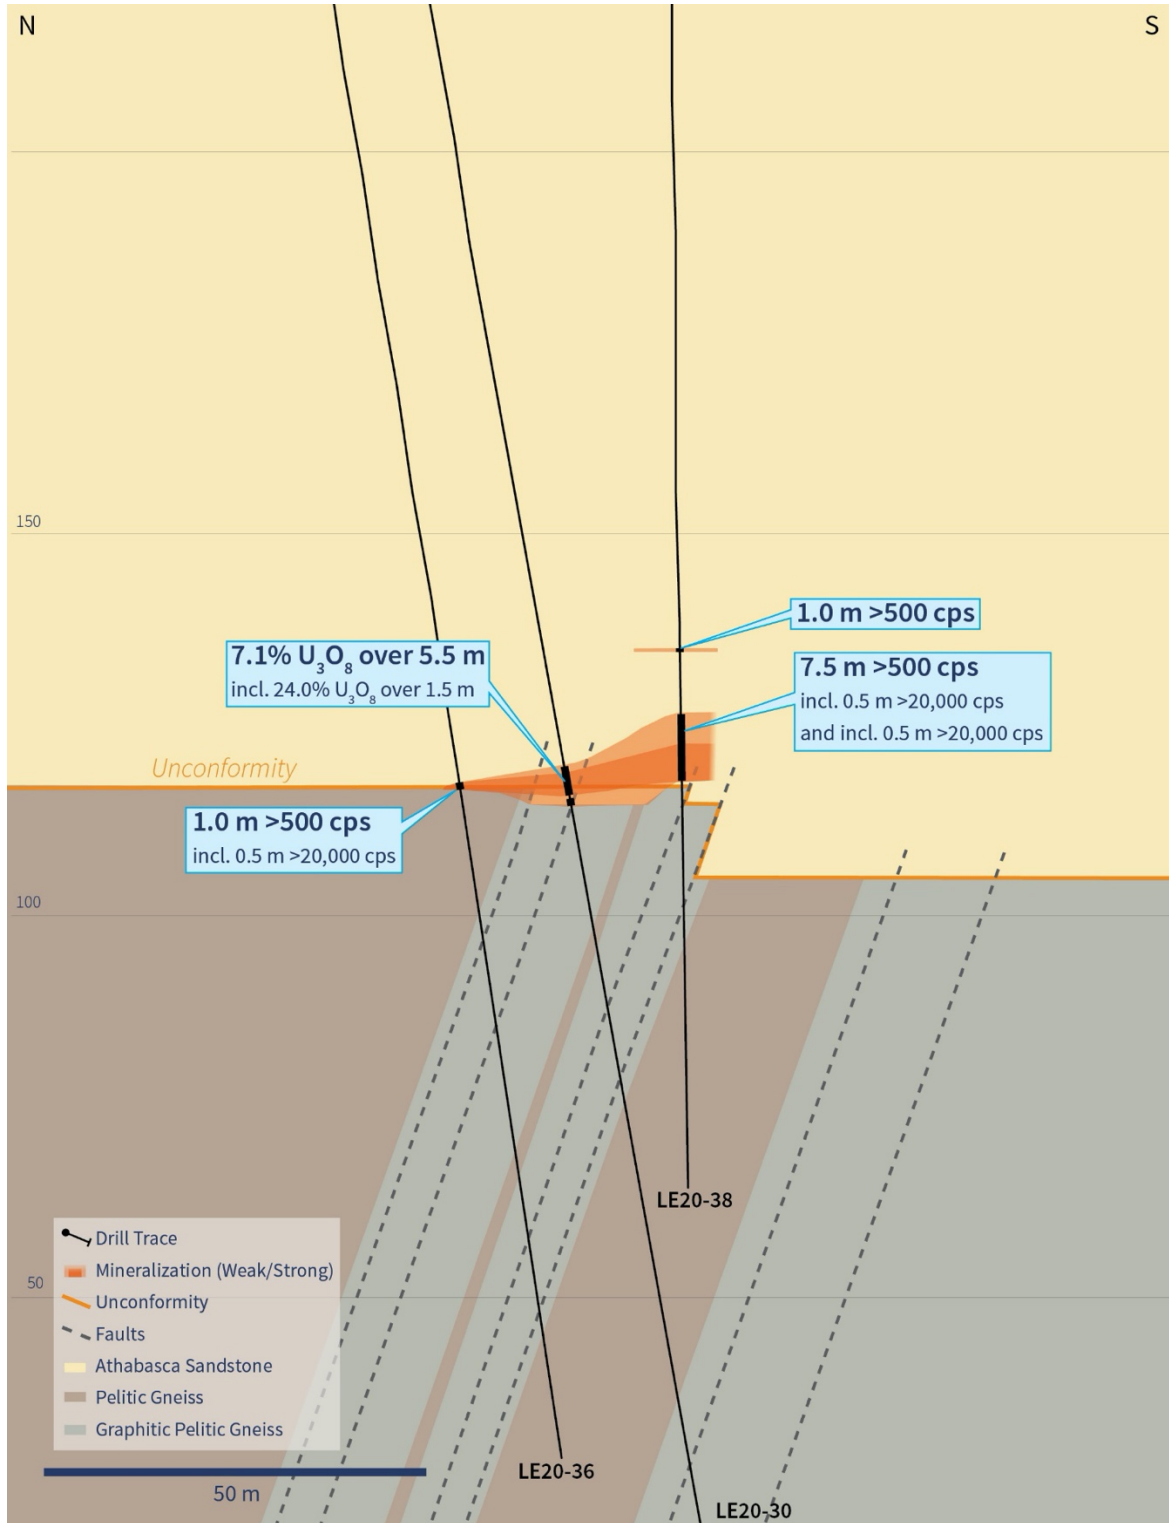 N
S
150
1.0 m >500 cps
7.1% U₃O₈ over 5.5 m
incl. 24.0% U₃O₈ over 1.5 m
7.5 m >500 cps
incl. 0.5 m >20,000 cps
and incl. 0.5 m >20,000 cps
Unconformity
1.0 m >500 cps
incl. 0.5 m >20,000 cps
100
LE20-38
50
Drill Trace
Mineralization (Weak/Strong)
Unconformity
Faults
Athabasca Sandstone
Pelitic Gneiss
Graphitic Pelitic Gneiss
50 m
LE20-36
LE20-30